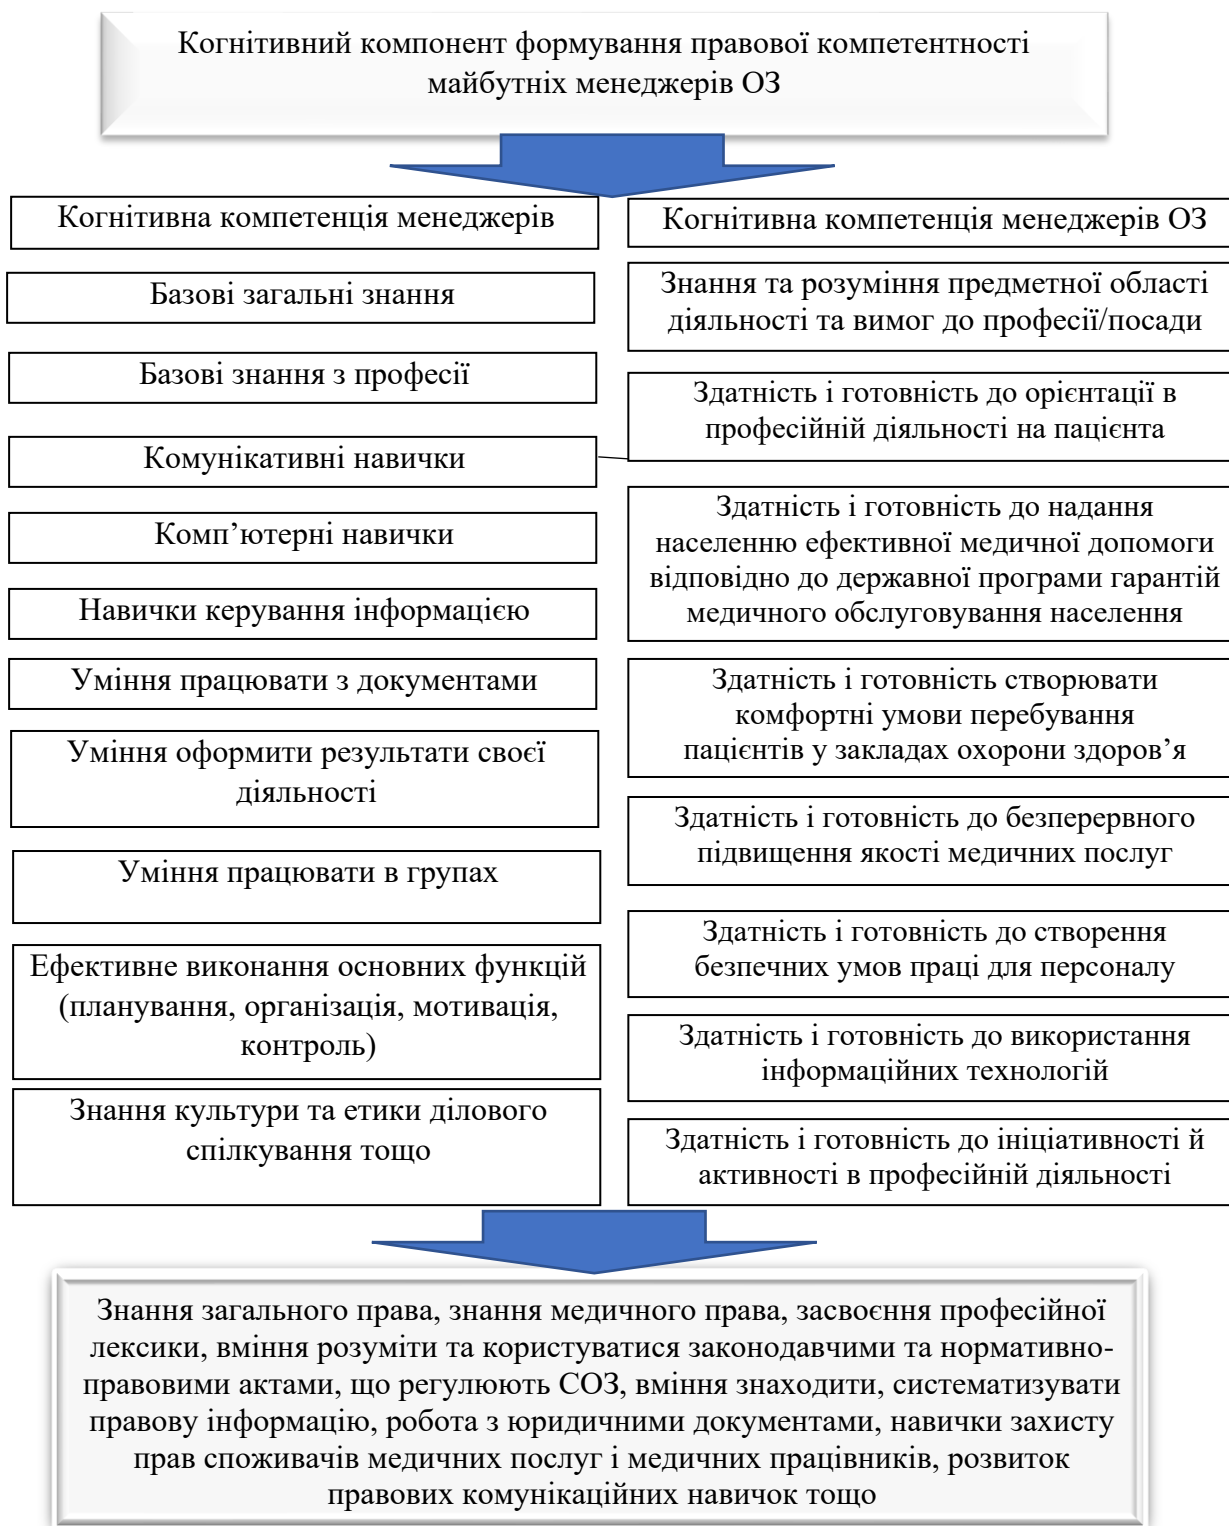 Когнітивний компонент формування правової компетентності
майбутніх менеджерів ОЗ
Когнітивна компетенція менеджерів
Базові загальні знання
Базові знання з професії
Комунікативні навички
Комп’ютерні навички
Навички керування інформацією
Уміння працювати з документами
Уміння оформити результати своєї
діяльності
Уміння працювати в групах
Ефективне виконання основних функцій
(планування, організація, мотивація,
контроль)
Знання культури та етики ділового
спілкування тощо
Когнітивна компетенція менеджерів ОЗ
Знання та розуміння предметної області
діяльності та вимог до професії/посади
Здатність і готовність до орієнтації в
професійній діяльності на пацієнта
Здатність і готовність до надання
населенню ефективної медичної допомоги
відповідно до державної програми гарантій
медичного обслуговування населення
Здатність і готовність створювати
комфортні умови перебування
пацієнтів у закладах охорони здоров’я
Здатність і готовність до безперервного
підвищення якості медичних послуг
Здатність і готовність до створення
безпечних умов праці для персоналу
Здатність і готовність до використання
інформаційних технологій
Здатність і готовність до ініціативності й
активності в професійній діяльності
Знання загального права, знання медичного права, засвоєння професійної
лексики, вміння розуміти та користуватися законодавчими та нормативно-
правовими актами, що регулюють СОЗ, вміння знаходити, систематизувати
правову інформацію, робота з юридичними документами, навички захисту
прав споживачів медичних послуг і медичних працівників, розвиток
правових комунікаційних навичок тощо